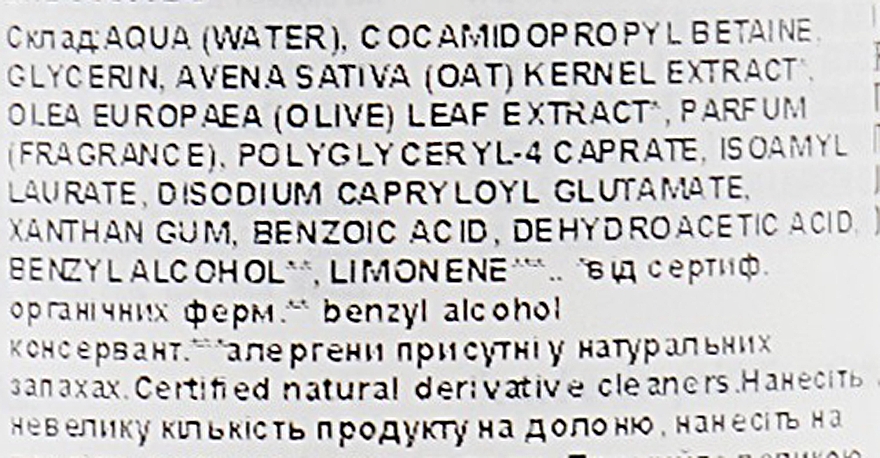 Склад:AQUA (WATER), COCAMIDOPROPYL BETAINE,
GLYCERIN, AVENA SATIVA (OAT) KERNEL EXTRACT*,
OLEA EUROPAEA (OLIVE) LEAF EXTRACT*, PARFUM
(FRAGRANCE), POLYGLYCERYL-4 CAPRATE, ISOAMYL
LAURATE, DISODIUM CAPRYLOYL GLUTAMATE,
XANTHAN GUM, BENZOIC ACID, DEHYDROACETIC ACID,
BENZYL ALCOHOL**, LIMONENE***.. *від сертиф.
органічних ферм.** benzyl alcohol
консервант.***алергени присутні у натуральних
запахах.Certified natural derivative cleaners.Нанесіть
невелику кількість продукту на долоню, нанесіть на